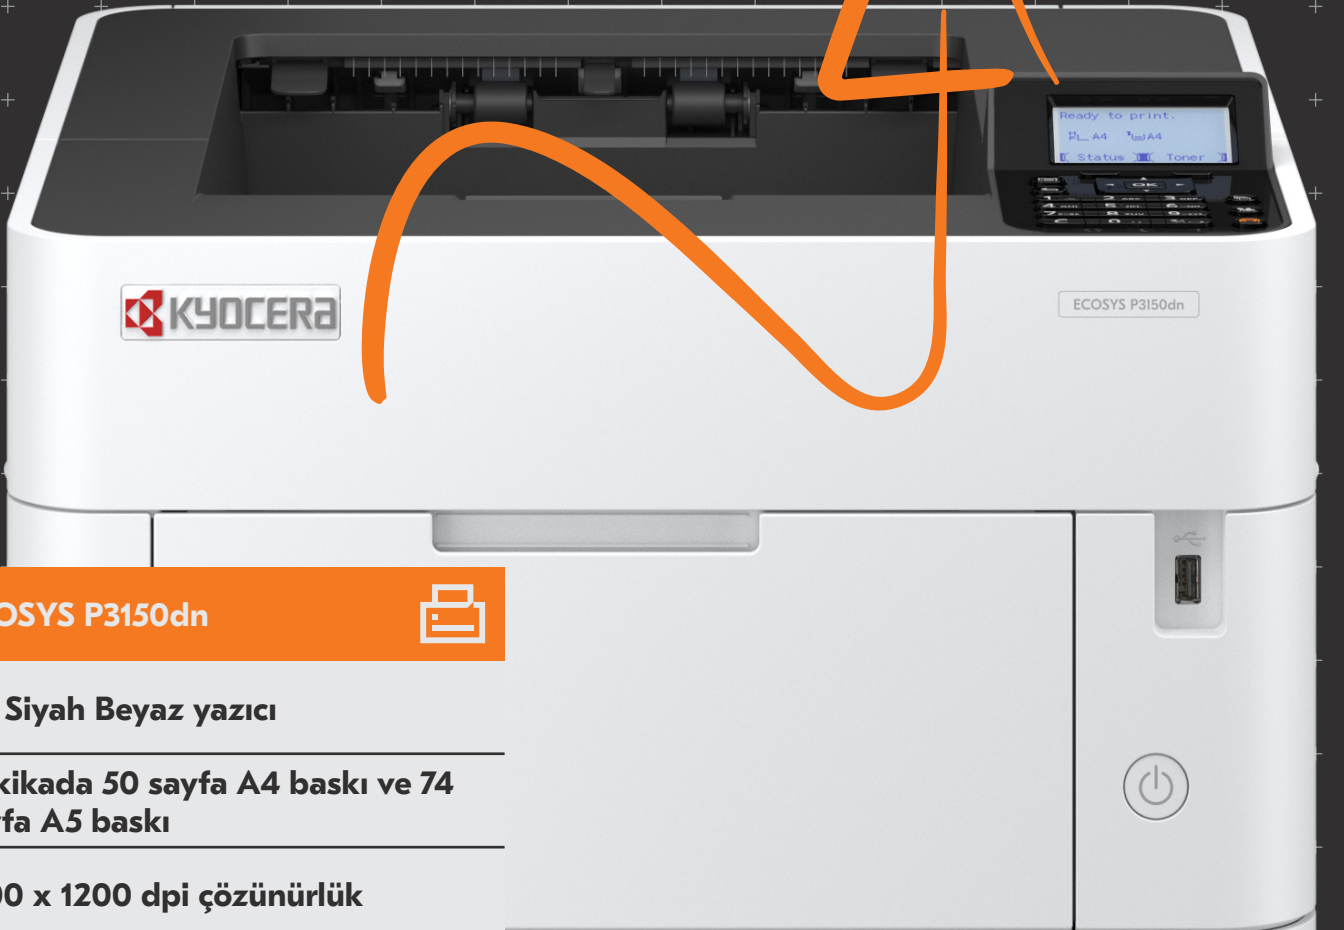 Ready to print.
A4 A4
Status Toner
OK
KYOCERA
ECOSYS P3150dn
OSYS P3150dn
Siyah Beyaz yazıcı
kikada 50 sayfa A4 baskı ve 74
fa A5 baskı
00 x 1200 dpi çözünürlük